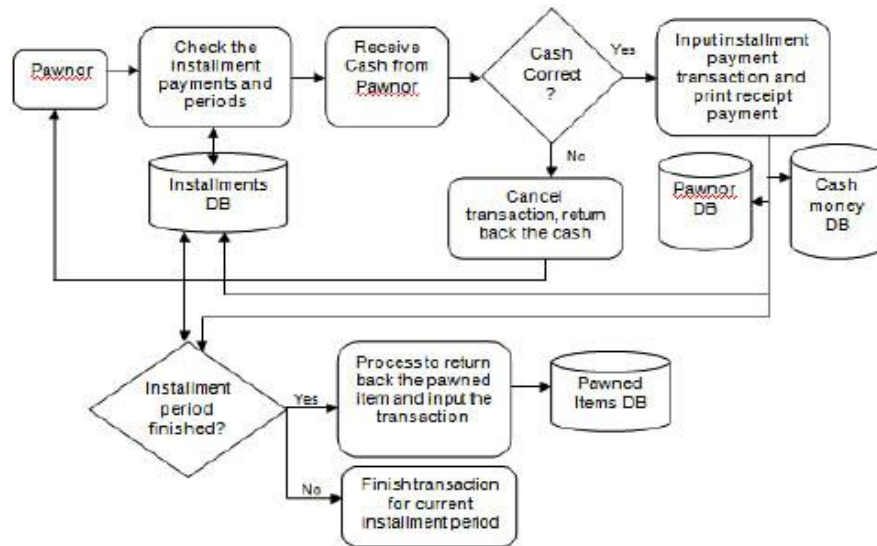 Pawnor
Check the
installment
payments and
periods
Receive
Cash from
Pawnor
Cash
Correct
?
Yes
Input installment
payment
transaction and
print receipt
payment
No
Installments
DB
Cancel
transaction, return
back the cash
Pawnor
DB
Cash
money
DB
Installment
period
finished?
Yes
Process to return
back the pawned
item and input the
transaction
Pawned
Items DB
No
Finish transaction
for current
installment period